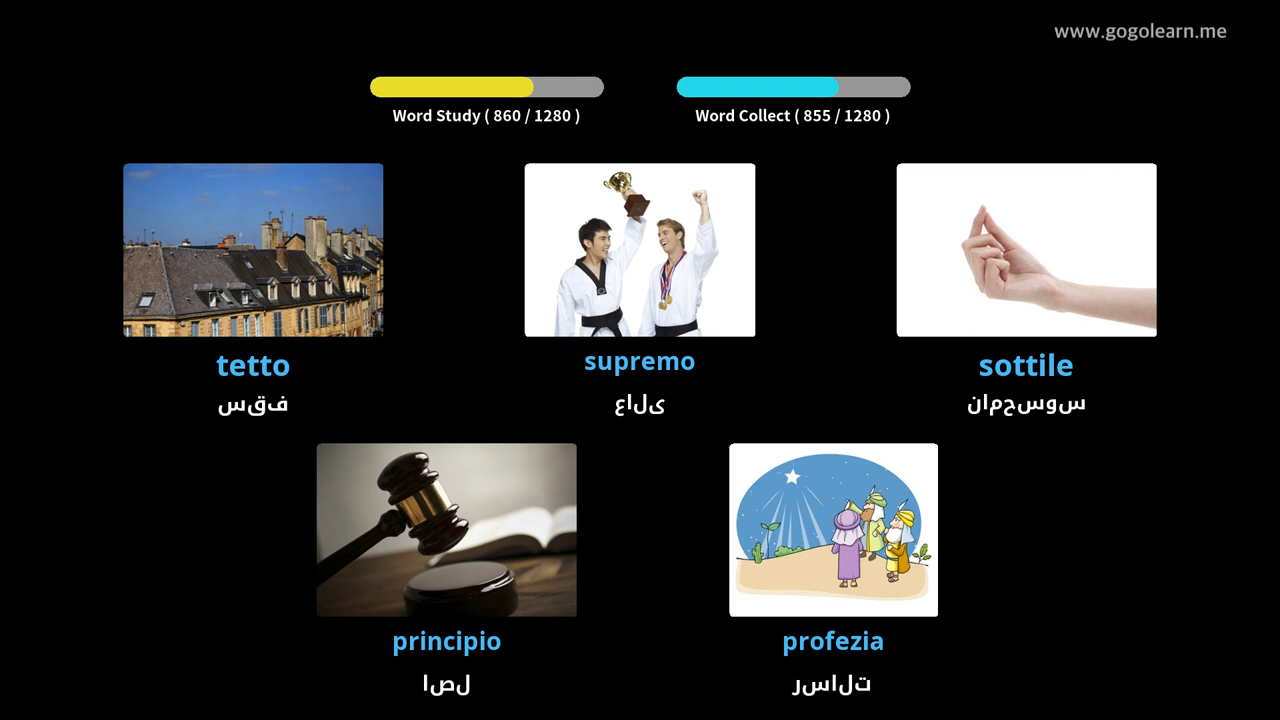 www.gogolearn.me
Word Study ( 860 / 1280 )
Word Collect ( 855 / 1280 )
tetto
سقف
supremo
عالی
sottile
نامحسوس
principio
اصل
profezia
رسالت